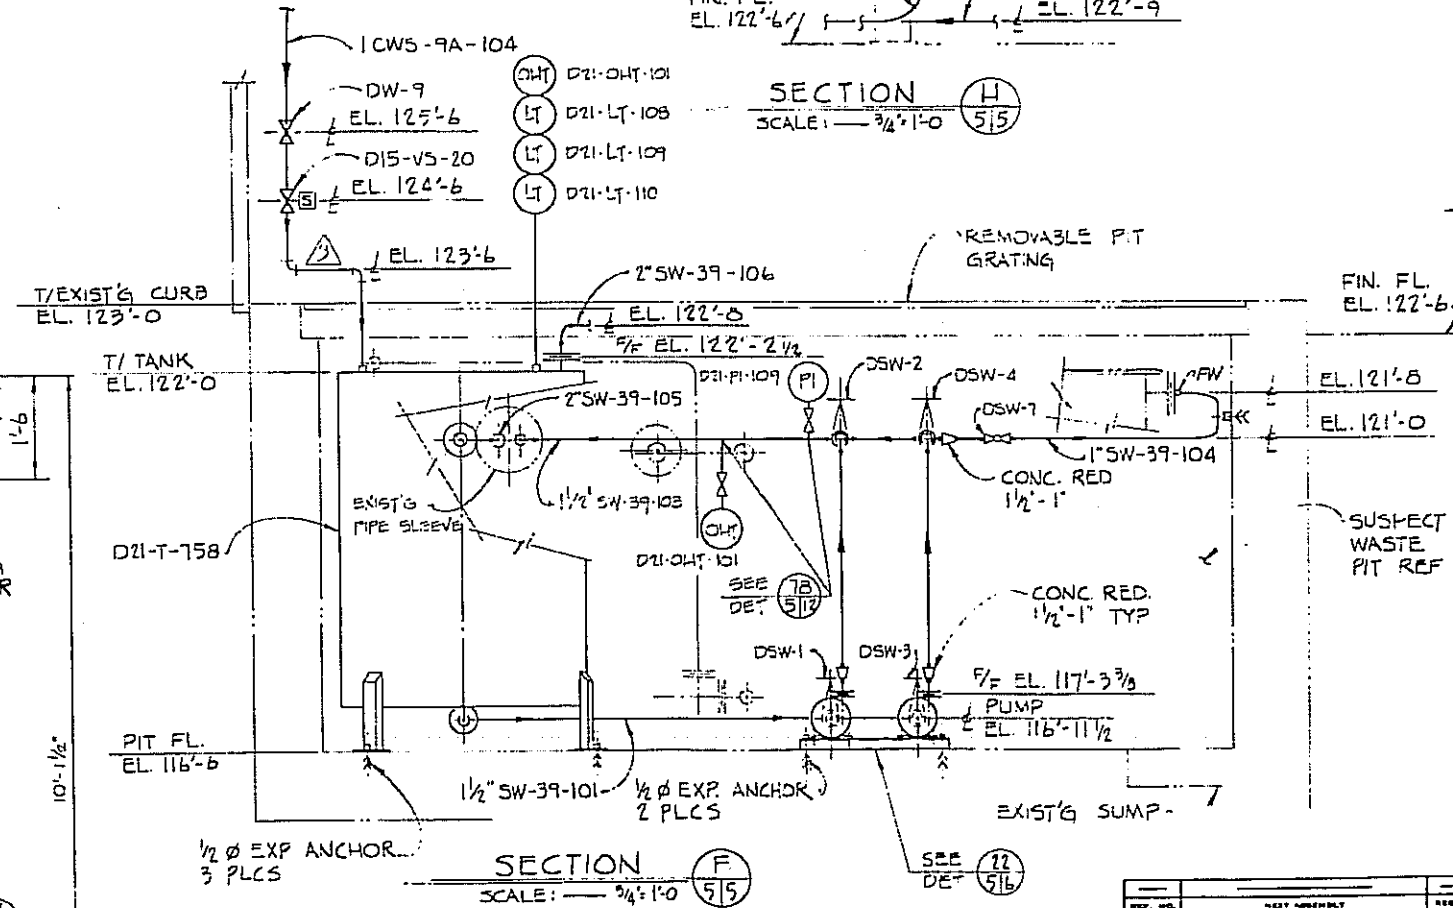 FIN. FL.
EL. 122'-6
EL. 122'-9
1 CWS-9A-104
DW-9
EL. 125'-6
D15-VS-20
S
EL. 124'-6
3
EL. 123'-6
OHT D21-OHT-101
LT D21-LT-108
LT D21-LT-109
LT D21-LT-110
SECTION H
SCALE: 3/4"=1'-0 5|5
REMOVABLE PIT
GRATING
T/EXIST'G CURB
EL. 123'-0
2"SW-39-106
EL. 122'-8
F/F EL. 122'-2 1/2
FIN. FL.
EL. 122'-6
T/ TANK
EL. 122'-0
1'-6
D21-PI-109
PI
DSW-2
DSW-4
DSW-7
FW
EL. 121'-8
EL. 121'-0
2"SW-39-105
1"SW-39-104
CONC. RED
1 1/2"-1"
EXIST'G
PIPE SLEEVE
1 1/2" SW-39-103
OHT
D21-OHT-101
D21-T-758
R
SUSPECT
WASTE
PIT REF
SEE
DET
7B
5|12
CONC. RED.
1 1/2"-1" TYP
DSW-1
DSW-3
F/F EL. 117'-3 3/8
PUMP
EL. 116'-11 1/2
PIT FL.
EL. 116'-6
10'-1 1/2"
1 1/2" SW-39-101
1/2 Ø EXP. ANCHOR
2 PLCS
EXIST'G SUMP
1/2 Ø EXP ANCHOR
3 PLCS
SECTION F
SCALE: 3/4"=1'-0 5|5
SEE
DET
22
5|6
NEXT ASSEMBLY